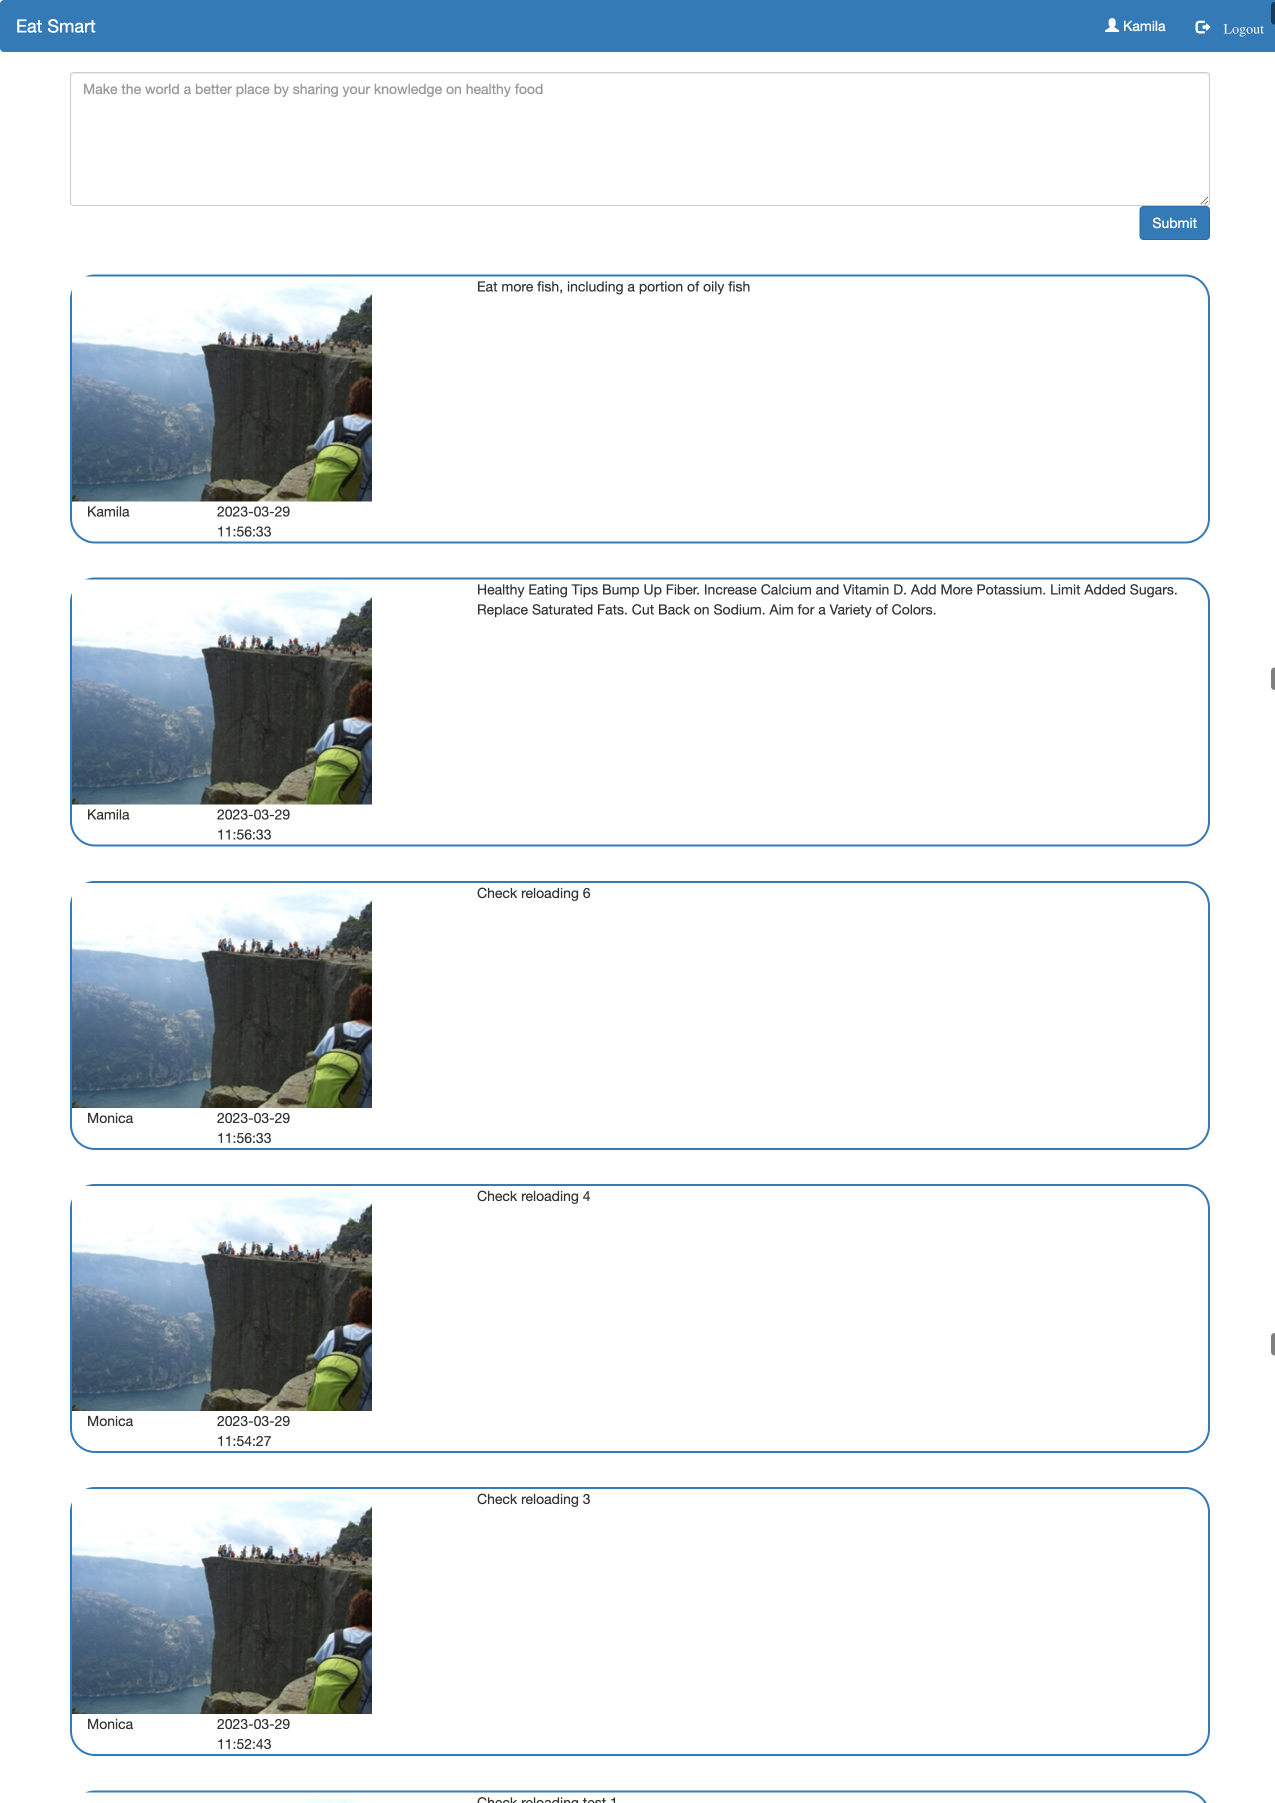 Eat Smart
Kamila
Logout
Make the world a better place by sharing your knowledge on healthy food
Submit
Eat more fish, including a portion of oily fish
Kamila
2023-03-29
11:56:33
Healthy Eating Tips Bump Up Fiber. Increase Calcium and Vitamin D. Add More Potassium. Limit Added Sugars.
Replace Saturated Fats. Cut Back on Sodium. Aim for a Variety of Colors.
Kamila
2023-03-29
11:56:33
Check reloading 6
Monica
2023-03-29
11:56:33
Check reloading 4
Monica
2023-03-29
11:54:27
Check reloading 3
Monica
2023-03-29
11:52:43
Check reloading test 1